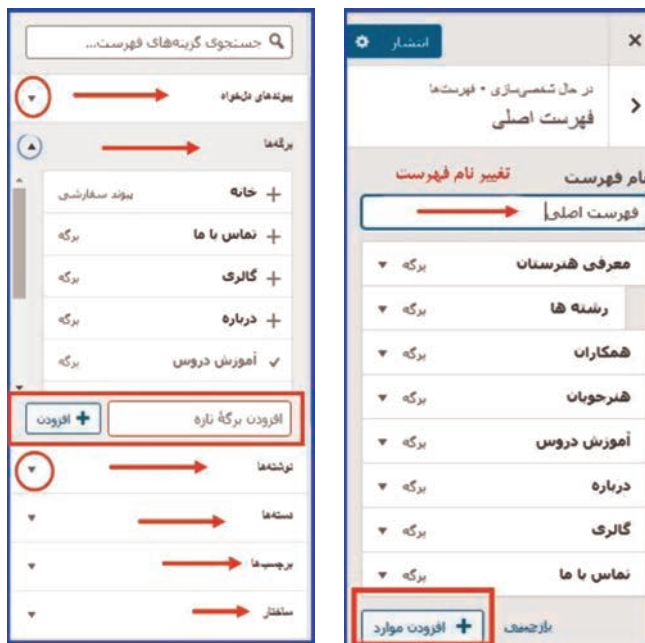 انتشار
در حال شخصی‌سازی • فهرست‌ها
فهرست اصلی
نام فهرست
تغییر نام فهرست
فهرست اصلی
معرفی هنرستان برگه
رشته ها برگه
همکاران برگه
هنرجویان برگه
آموزش دروس برگه
درباره برگه
گالری برگه
تماس با ما برگه
بازچینی + افزودن موارد
جستجوی گزینه‌های فهرست...
پیوندهای دلخواه
برگه‌ها
+ خانه پیوند سفارشی
+ تماس با ما برگه
+ گالری برگه
+ درباره برگه
✓ آموزش دروس برگه
افزودن برگهٔ تازه + افزودن
نوشته‌ها
دسته‌ها
برچسب‌ها
ساختار